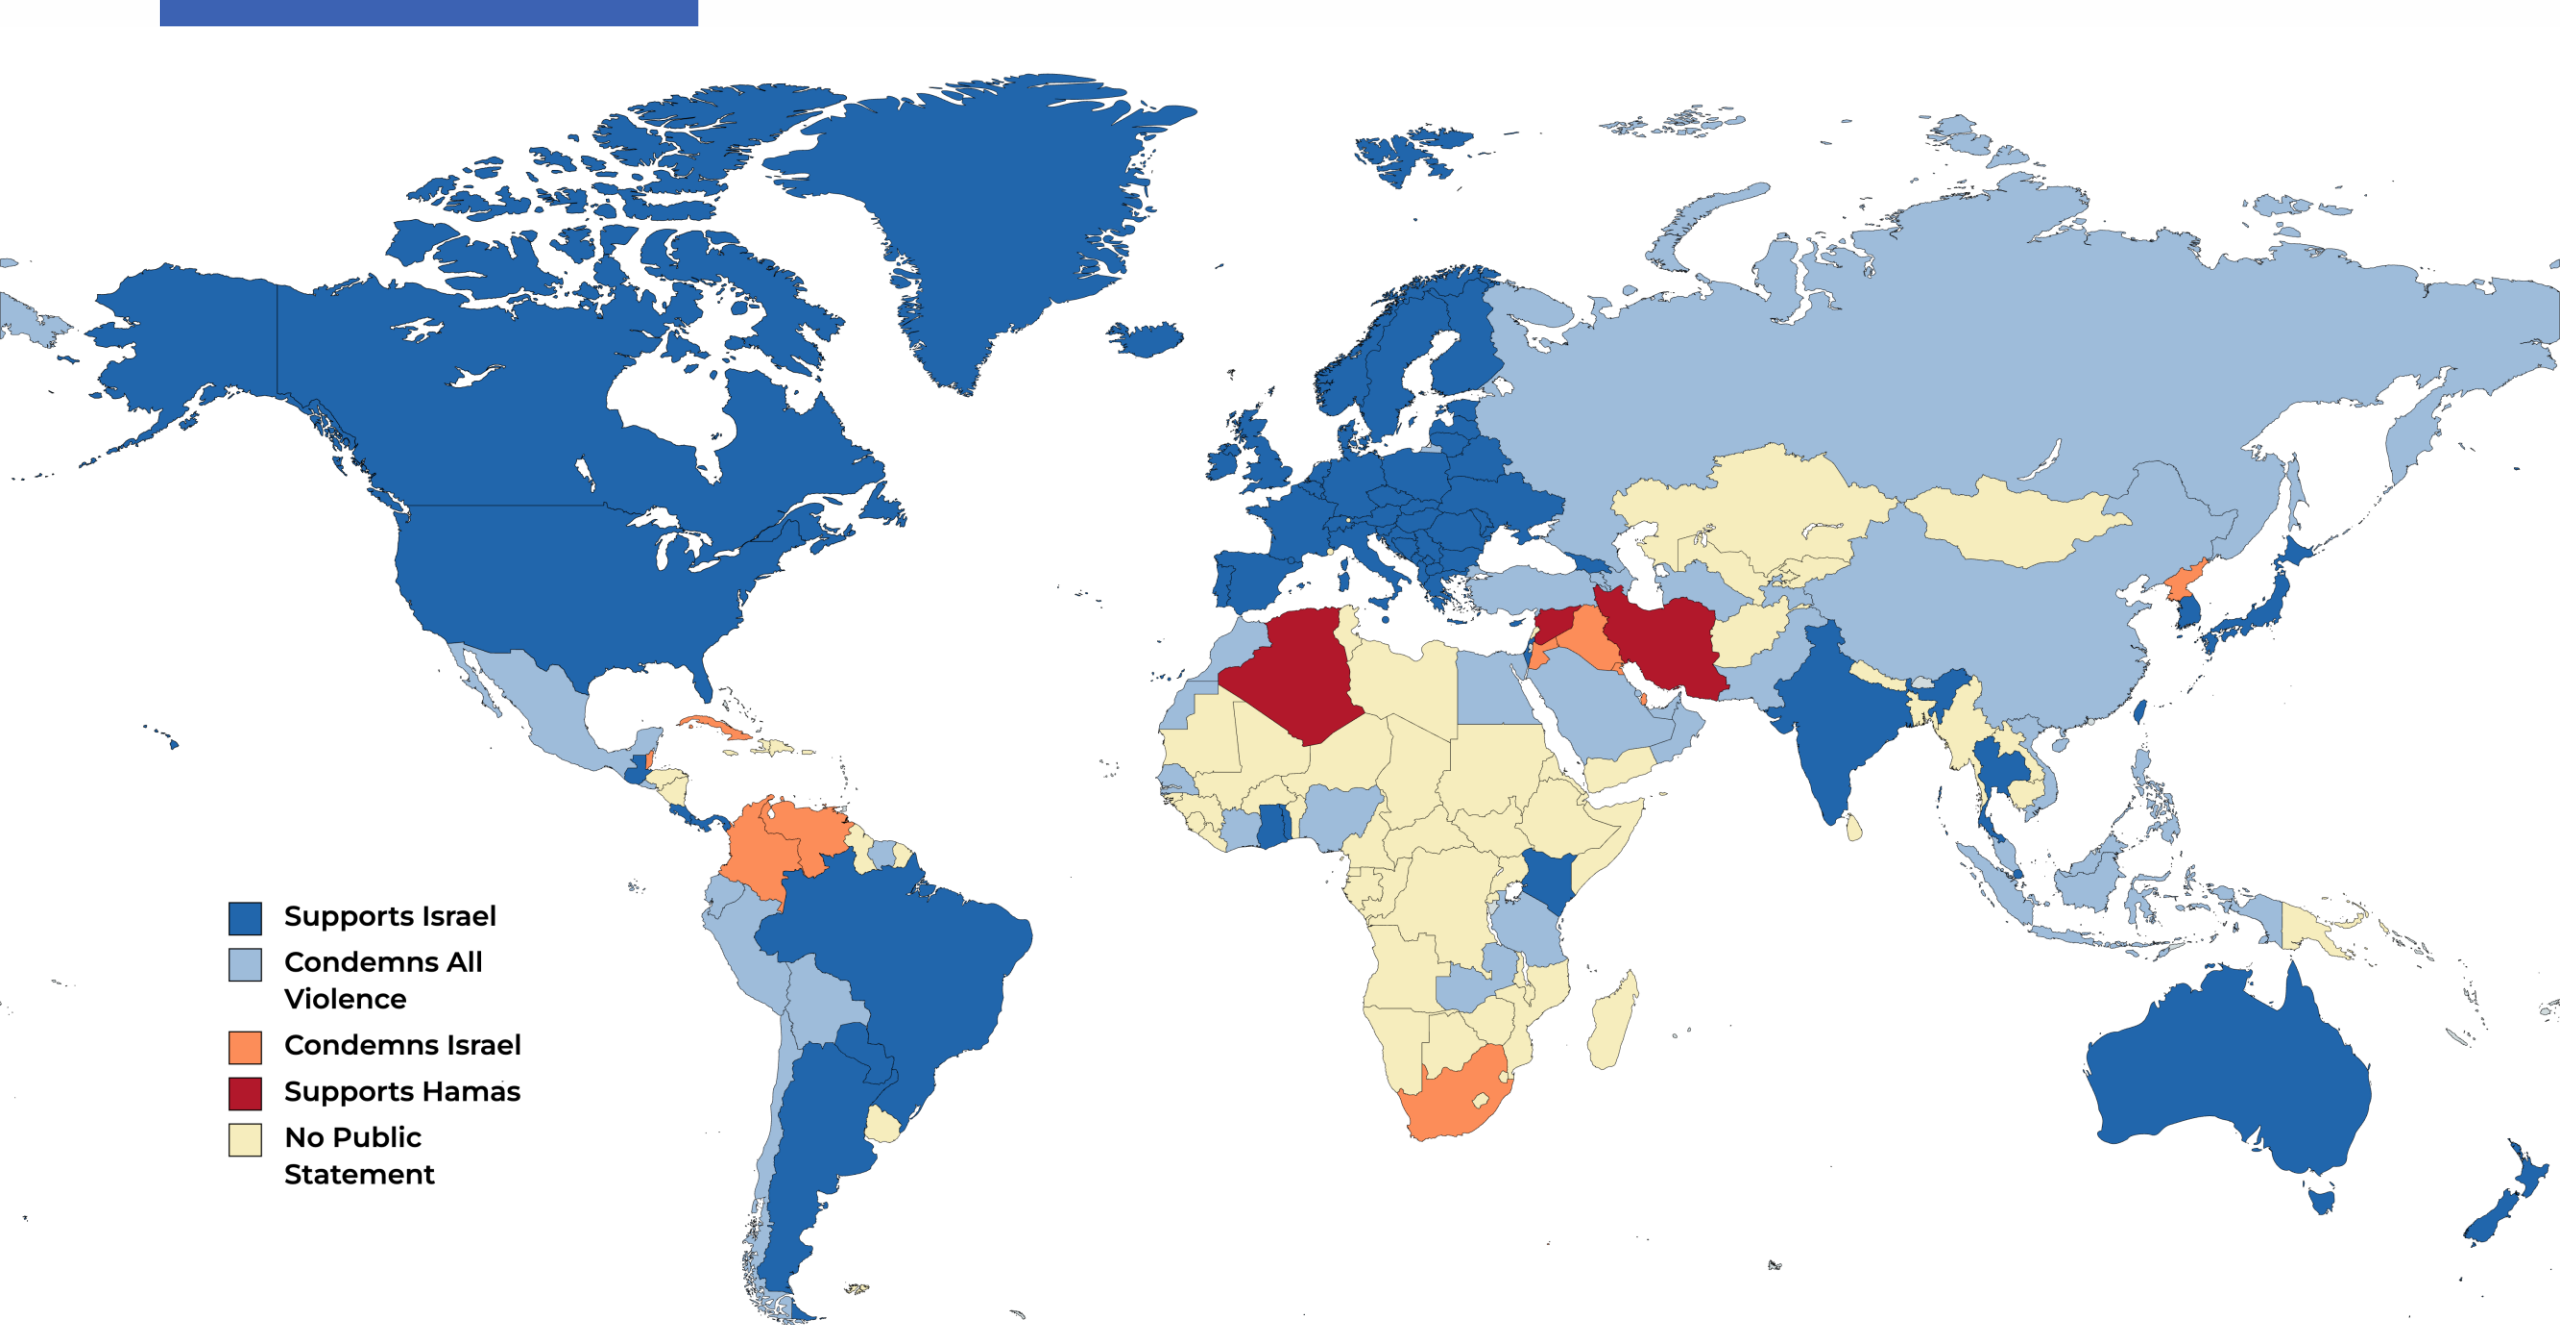 Supports Israel
Condemns All
Violence
Condemns Israel
Supports Hamas
No Public
Statement